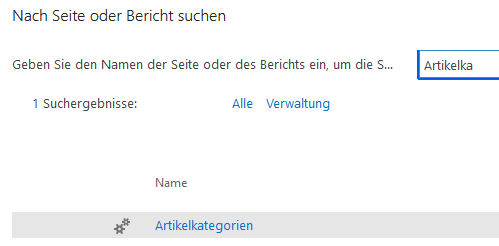 Nach Seite oder Bericht suchen
Geben Sie den Namen der Seite oder des Berichts ein, um die S... Artikelka
1 Suchergebnisse: Alle Verwaltung
Name
Artikelkategorien